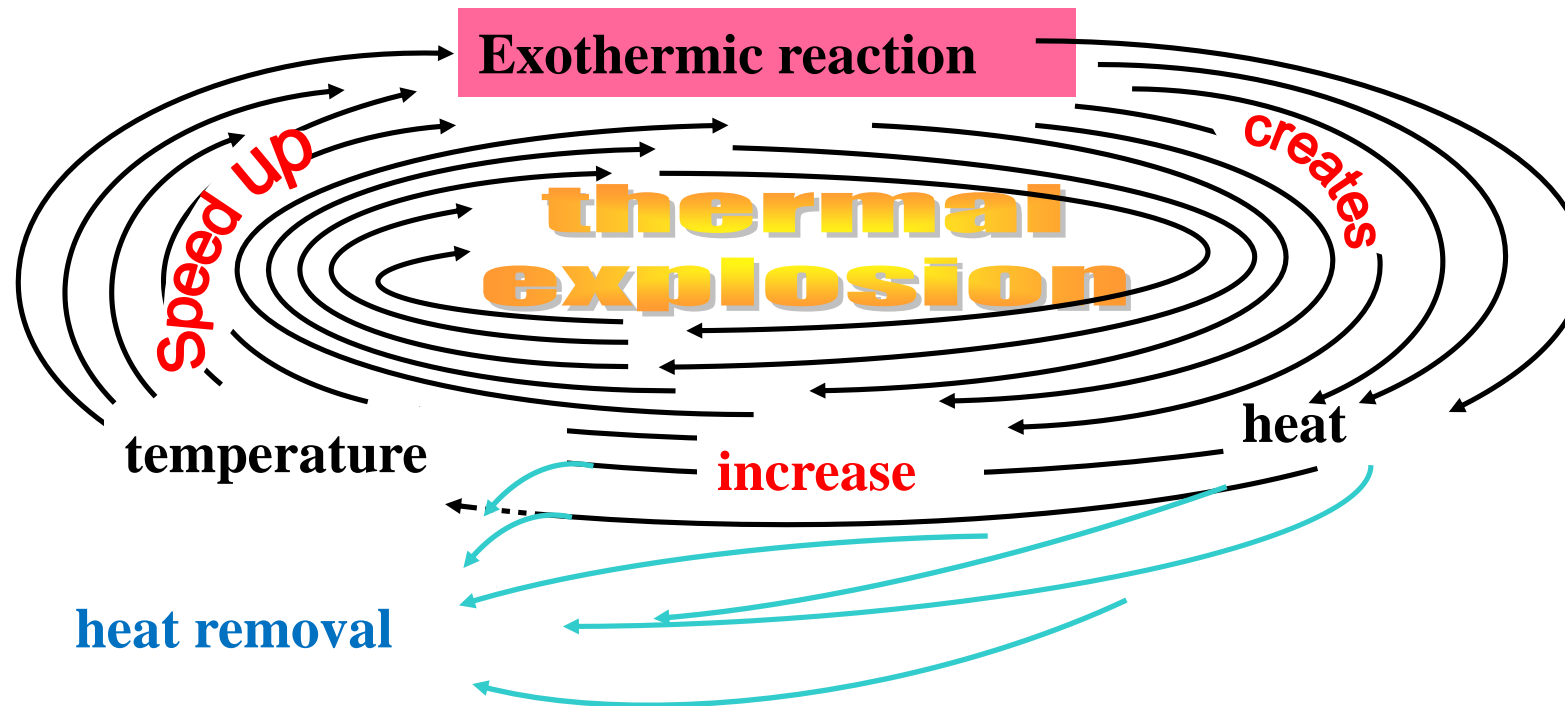 Exothermic reaction
Speed up
creates
thermal
explosion
heat
temperature
increase
heat removal